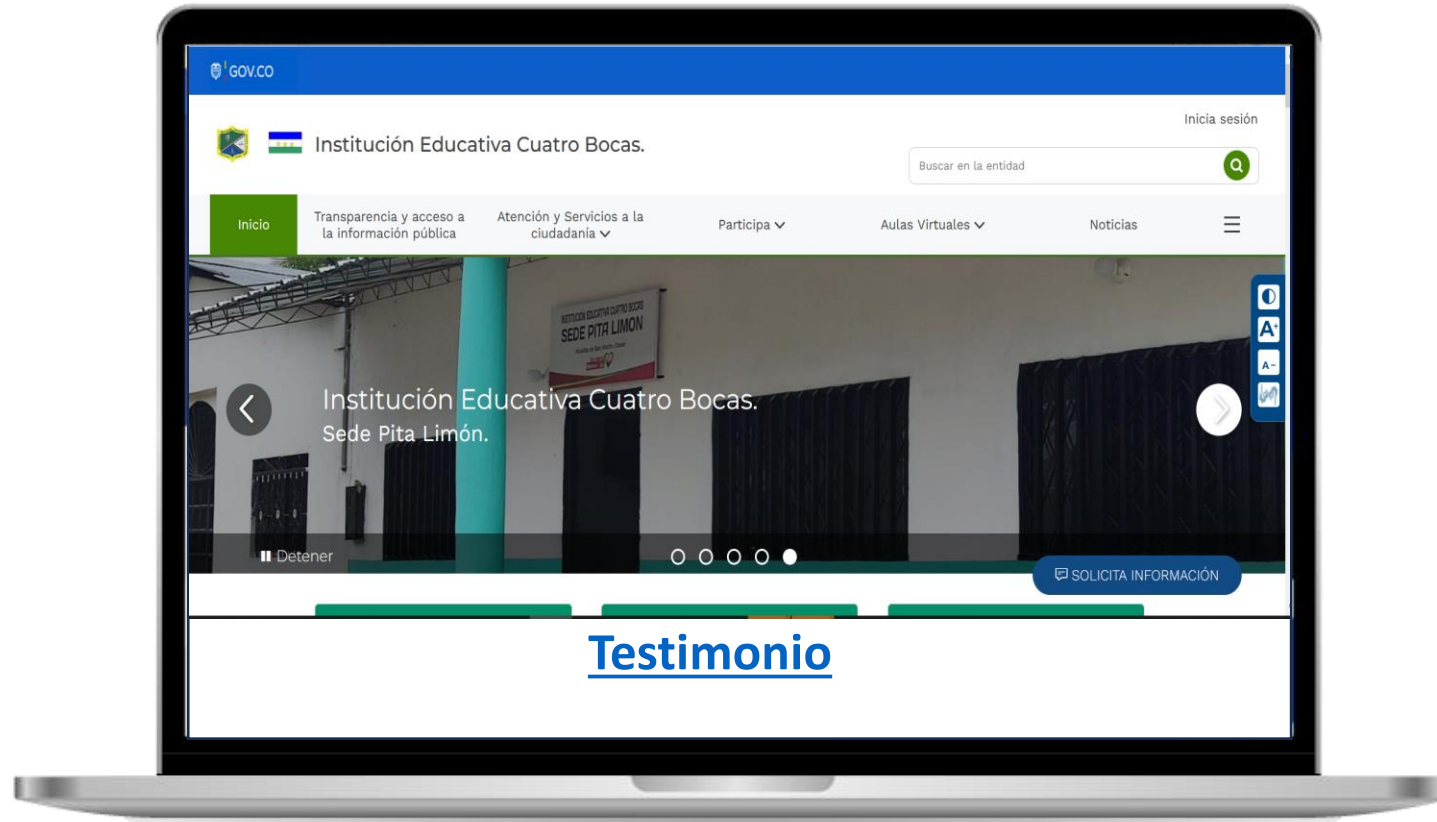 GOV.CO
Inicia sesión
Institución Educativa Cuatro Bocas.
Buscar en la entidad
Inicio
Transparencia y acceso a
la información pública
Atención y Servicios a la
ciudadanía
Participa
Aulas Virtuales
Noticias
INSTITUCIÓN EDUCATIVA CUATRO BOCAS
SEDE PITA LIMÓN
A+
A-
Institución Educativa Cuatro Bocas.
Sede Pita Limón.
Detener
SOLICITA INFORMACIÓN
Testimonio